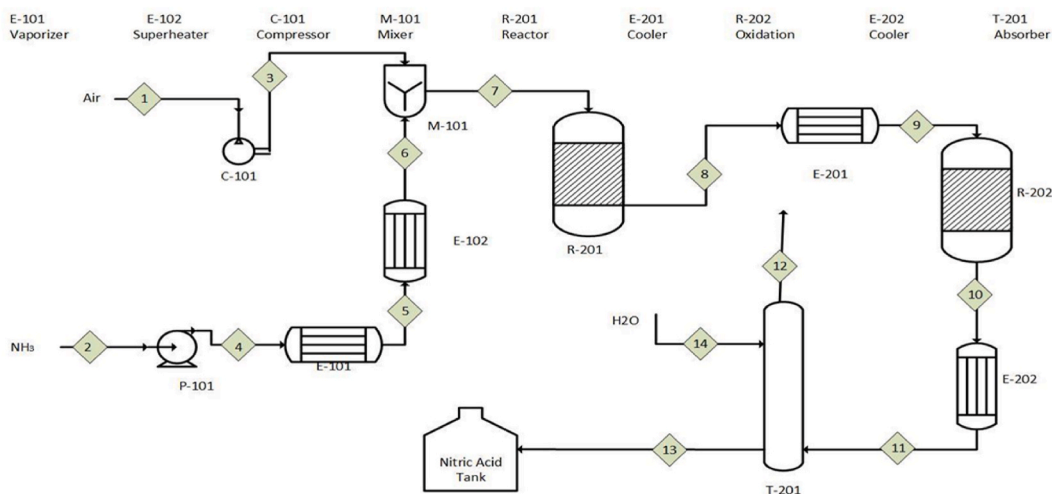 E-101 E-102 C-101 M-101 R-201 E-201 R-202 E-202 T-201
Vaporizer Superheater Compressor Mixer Reactor Cooler Oxidation Cooler Absorber
3
Air 1
7
9
M-101
6
C-101
8
E-201
R-202
E-102
R-201
12
10
5
H2O
NH3 2 4 14
E-101
E-202
P-101
Nitric Acid
Tank
13
11
T-201